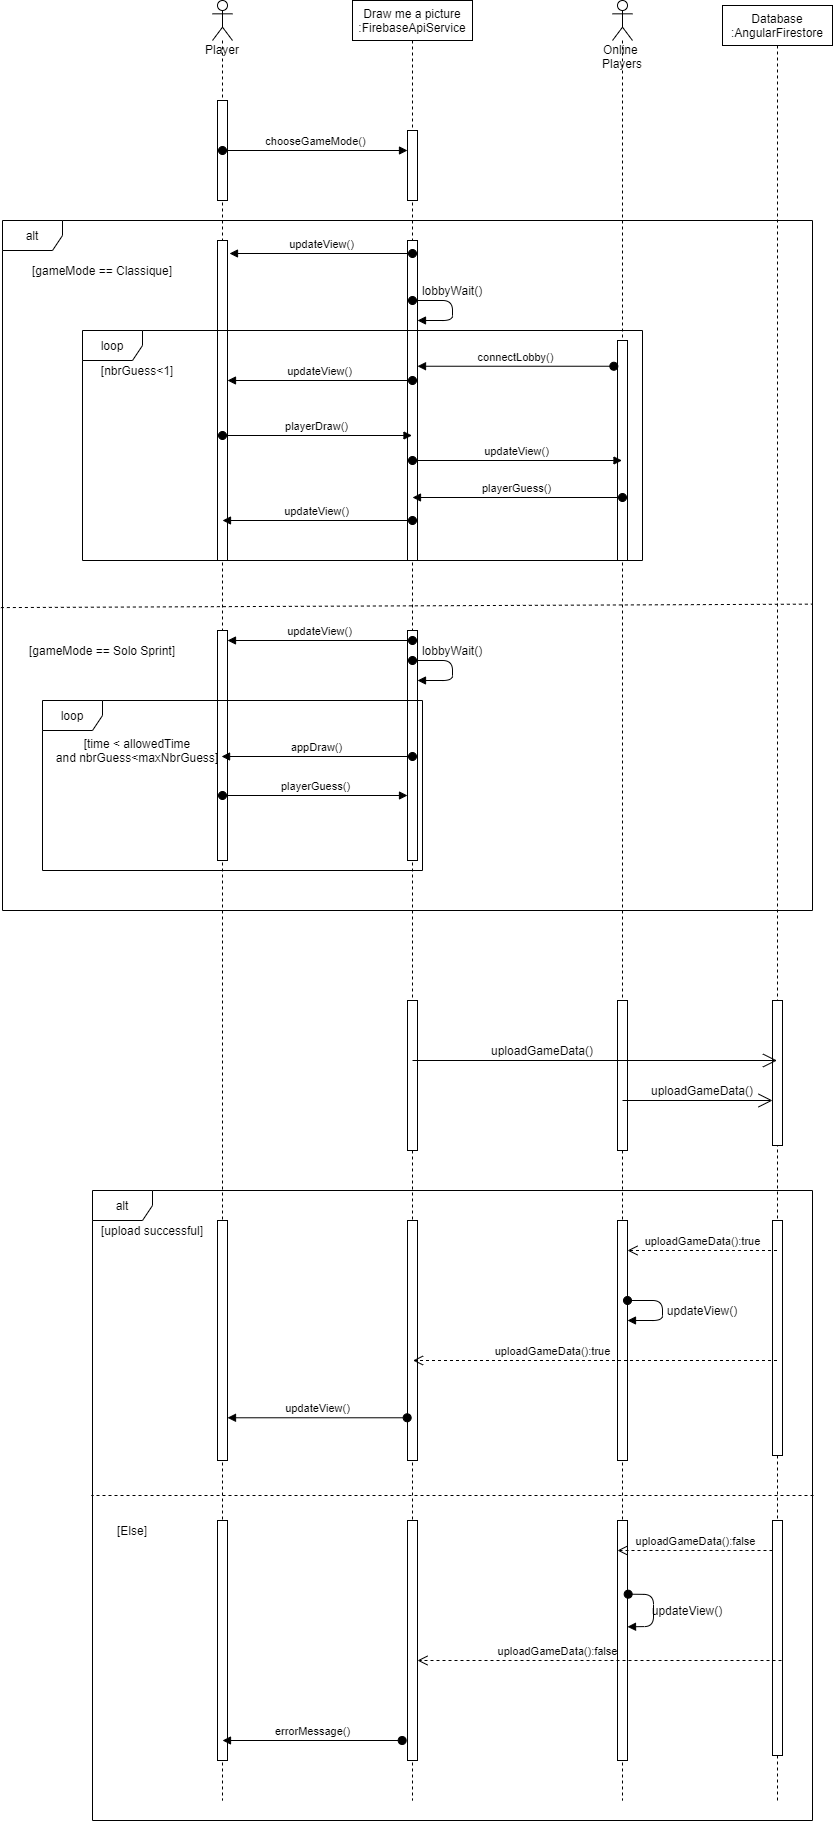 Player
Draw me a picture
:FirebaseApiService
Online
Players
Database
:AngularFirestore
chooseGameMode()
alt
[gameMode == Classique]
updateView()
lobbyWait()
loop
[nbrGuess<1]
connectLobby()
updateView()
playerDraw()
updateView()
playerGuess()
updateView()
[gameMode == Solo Sprint]
updateView()
lobbyWait()
loop
[time < allowedTime
and nbrGuess<maxNbrGuess]
appDraw()
playerGuess()
uploadGameData()
uploadGameData()
alt
[upload successful]
uploadGameData():true
updateView()
uploadGameData():true
updateView()
[Else]
uploadGameData():false
updateView()
uploadGameData():false
errorMessage()